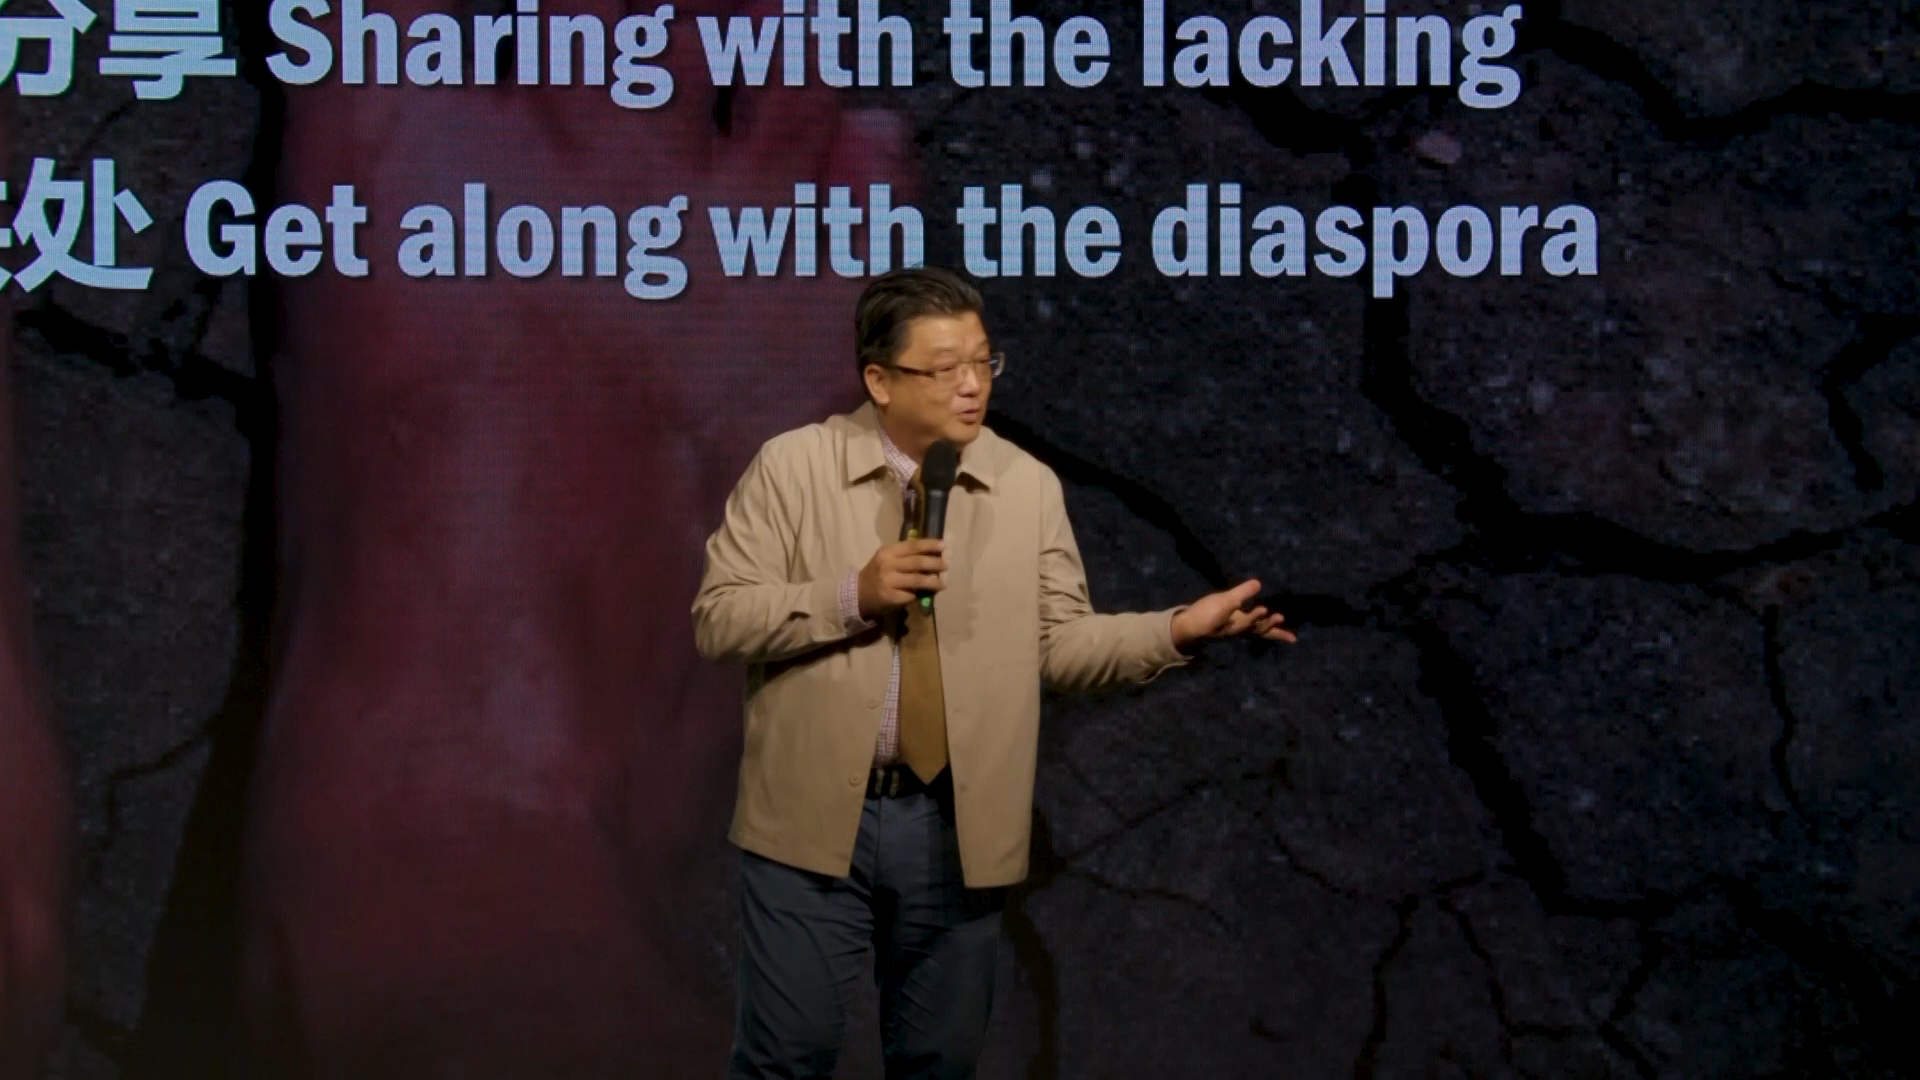 分享 Sharing with the lacking
处 Get along with the diaspora